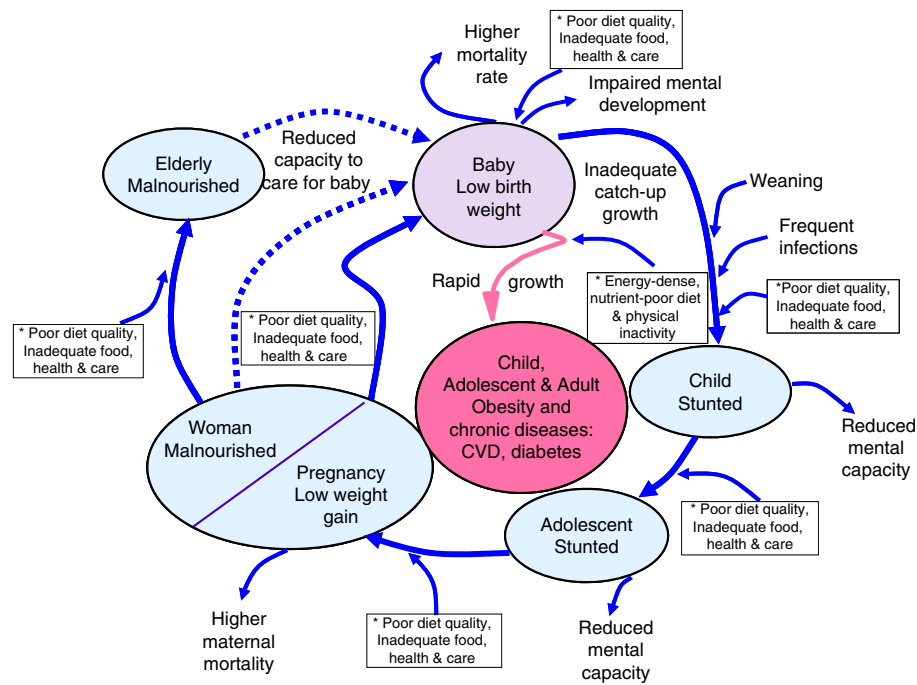 Higher
mortality
rate
* Poor diet quality,
Inadequate food,
health & care
Impaired mental
development
Elderly
Malnourished
Reduced
capacity to
care for baby
Baby
Low birth
weight
Inadequate
catch-up
growth
Weaning
Frequent
infections
Rapid growth
* Energy-dense,
nutrient-poor diet
& physical
inactivity
*Poor diet quality,
Inadequate food,
health & care
* Poor diet quality,
Inadequate food,
health & care
* Poor diet quality,
Inadequate food,
health & care
Child,
Adolescent & Adult
Obesity and
chronic diseases:
CVD, diabetes
Child
Stunted
Reduced
mental
capacity
Woman
Malnourished
Pregnancy
Low weight
gain
* Poor diet quality,
Inadequate food,
health & care
Adolescent
Stunted
Higher
maternal
mortality
* Poor diet quality,
Inadequate food,
health & care
Reduced
mental
capacity